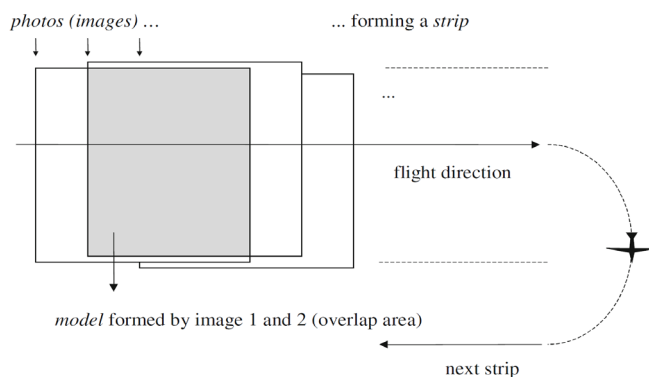 photos (images) ...
... forming a strip
...
flight direction
model formed by image 1 and 2 (overlap area)
next strip